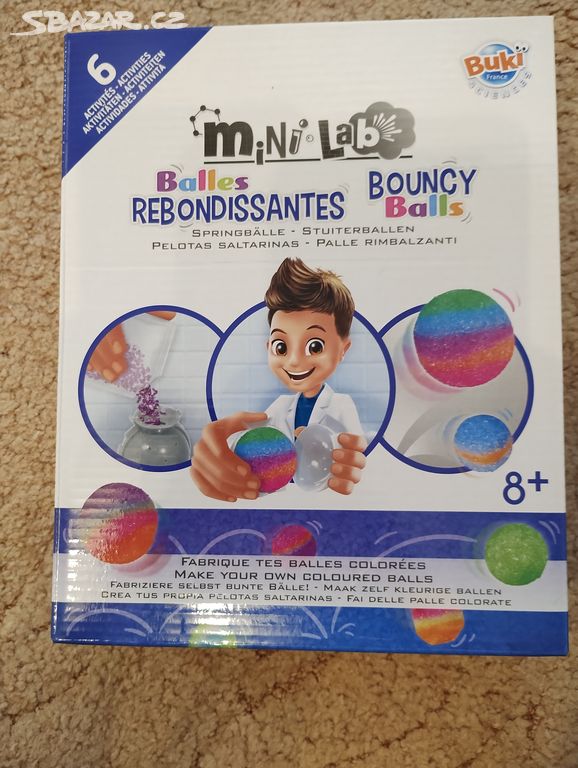 SBAZAR.CZ
6
ACTIVITÉS - ACTIVITIES
AKTIVITÄTEN - ACTIVITEITEN
ACTIVIDADES - ATTIVITÀ
Buki
France
SCIENCES
MiNi Lab
Balles
REBONDISSANTES
BOUNCY
Balls
SPRINGBÄLLE - STUITERBALLEN
PELOTAS SALTARINAS - PALLE RIMBALZANTI
8+
FABRIQUE TES BALLES COLORÉES
MAKE YOUR OWN COLOURED BALLS
FABRIZIERE SELBST BUNTE BÄLLE! - MAAK ZELF KLEURIGE BALLEN
CREA TUS PROPIA PELOTAS SALTARINAS - FAI DELLE PALLE COLORATE